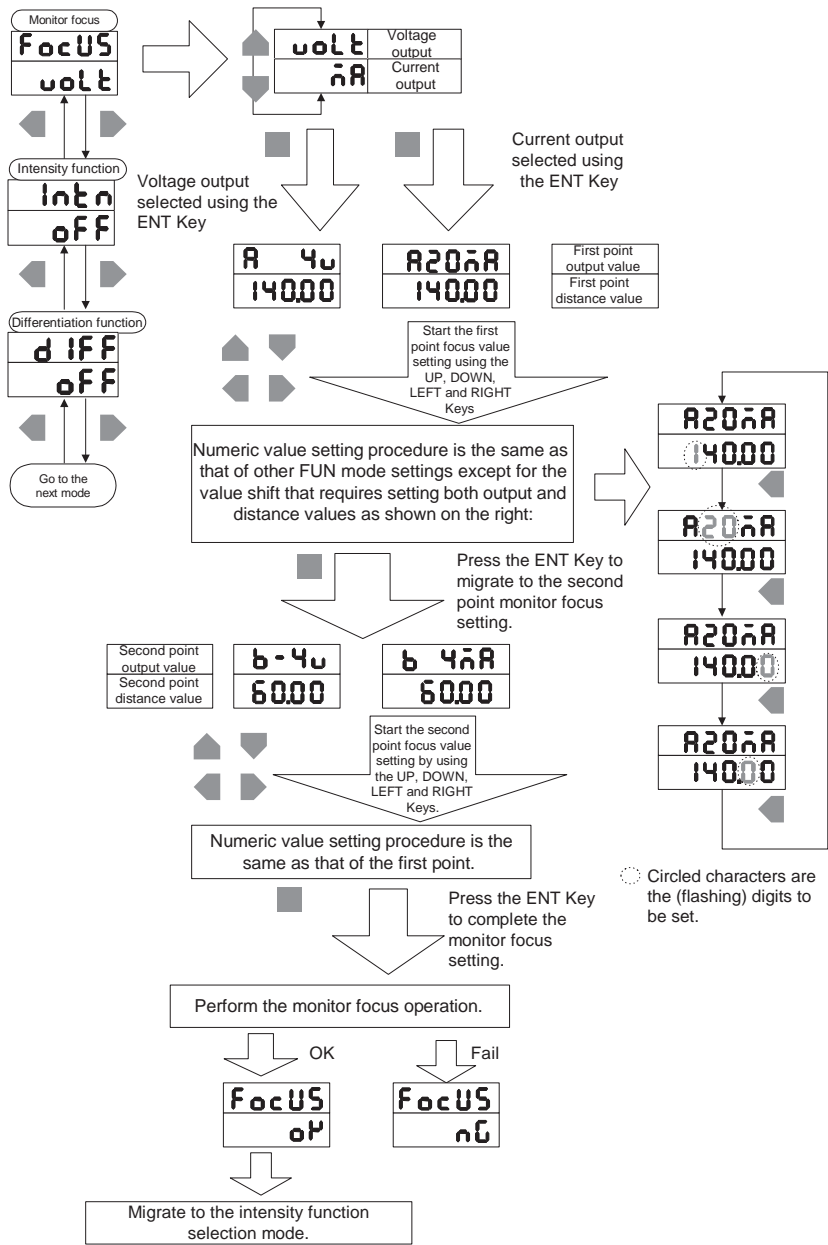 Monitor focus
FocUS
voLt
voLt
Voltage
output
mA
Current
output
Intensity function
Intn
oFF
Voltage output
selected using the
ENT Key
Current output
selected using
the ENT Key
Differentiation function
dIFF
oFF
Go to the
next mode
A 4v
140.00
A20mA
140.00
First point
output value
First point
distance value
Start the first
point focus value
setting using the
UP, DOWN,
LEFT and RIGHT
Keys
Numeric value setting procedure is the same as
that of other FUN mode settings except for the
value shift that requires setting both output and
distance values as shown on the right:
A20mA
140.00
A20mA
140.00
A20mA
140.00
A20mA
140.00
Circled characters are
the (flashing) digits to
be set.
Press the ENT Key to
migrate to the second
point monitor focus
setting.
Second point
output value
Second point
distance value
b-4v
60.00
b 4mA
60.00
Start the second
point focus value
setting by using
the UP, DOWN,
LEFT and RIGHT
Keys.
Numeric value setting procedure is the
same as that of the first point.
Press the ENT Key
to complete the
monitor focus
setting.
Perform the monitor focus operation.
OK
Fail
FocUS
oK
FocUS
nG
Migrate to the intensity function
selection mode.